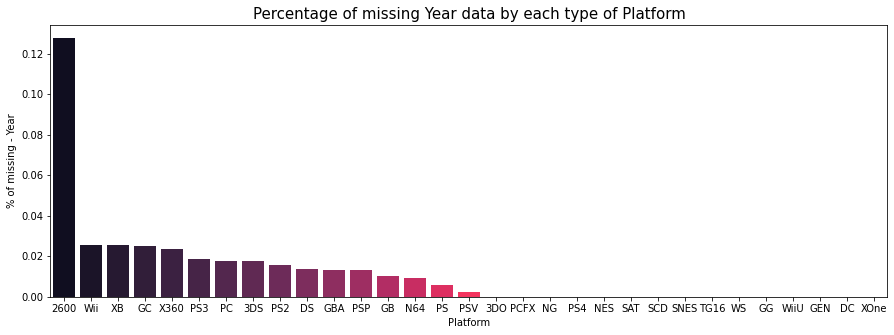 Percentage of missing Year data by each type of Platform
% of missing - Year
0.12
0.10
0.08
0.06
0.04
0.02
0.00
2600 Wii XB GC X360 PS3 PC 3DS PS2 DS GBA PSP GB N64 PS PSV 3DO PCFX NG PS4 NES SAT SCD SNES TG16 WS GG WiiU GEN DC XOne
Platform